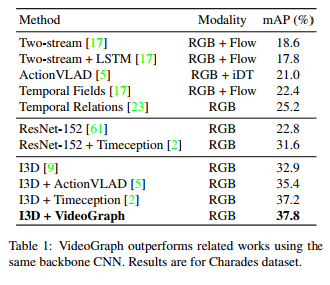 Method Modality mAP (%)
Two-stream [17] RGB + Flow 18.6
Two-stream + LSTM [17] RGB + Flow 17.8
ActionVLAD [5] RGB + iDT 21.0
Temporal Fields [17] RGB + Flow 22.4
Temporal Relations [23] RGB 25.2
ResNet-152 [61] RGB 22.8
ResNet-152 + Timeception [2] RGB 31.6
I3D [9] RGB 32.9
I3D + ActionVLAD [5] RGB 35.4
I3D + Timeception [2] RGB 37.2
I3D + VideoGraph RGB 37.8
Table 1: VideoGraph outperforms related works using the
same backbone CNN. Results are for Charades dataset.